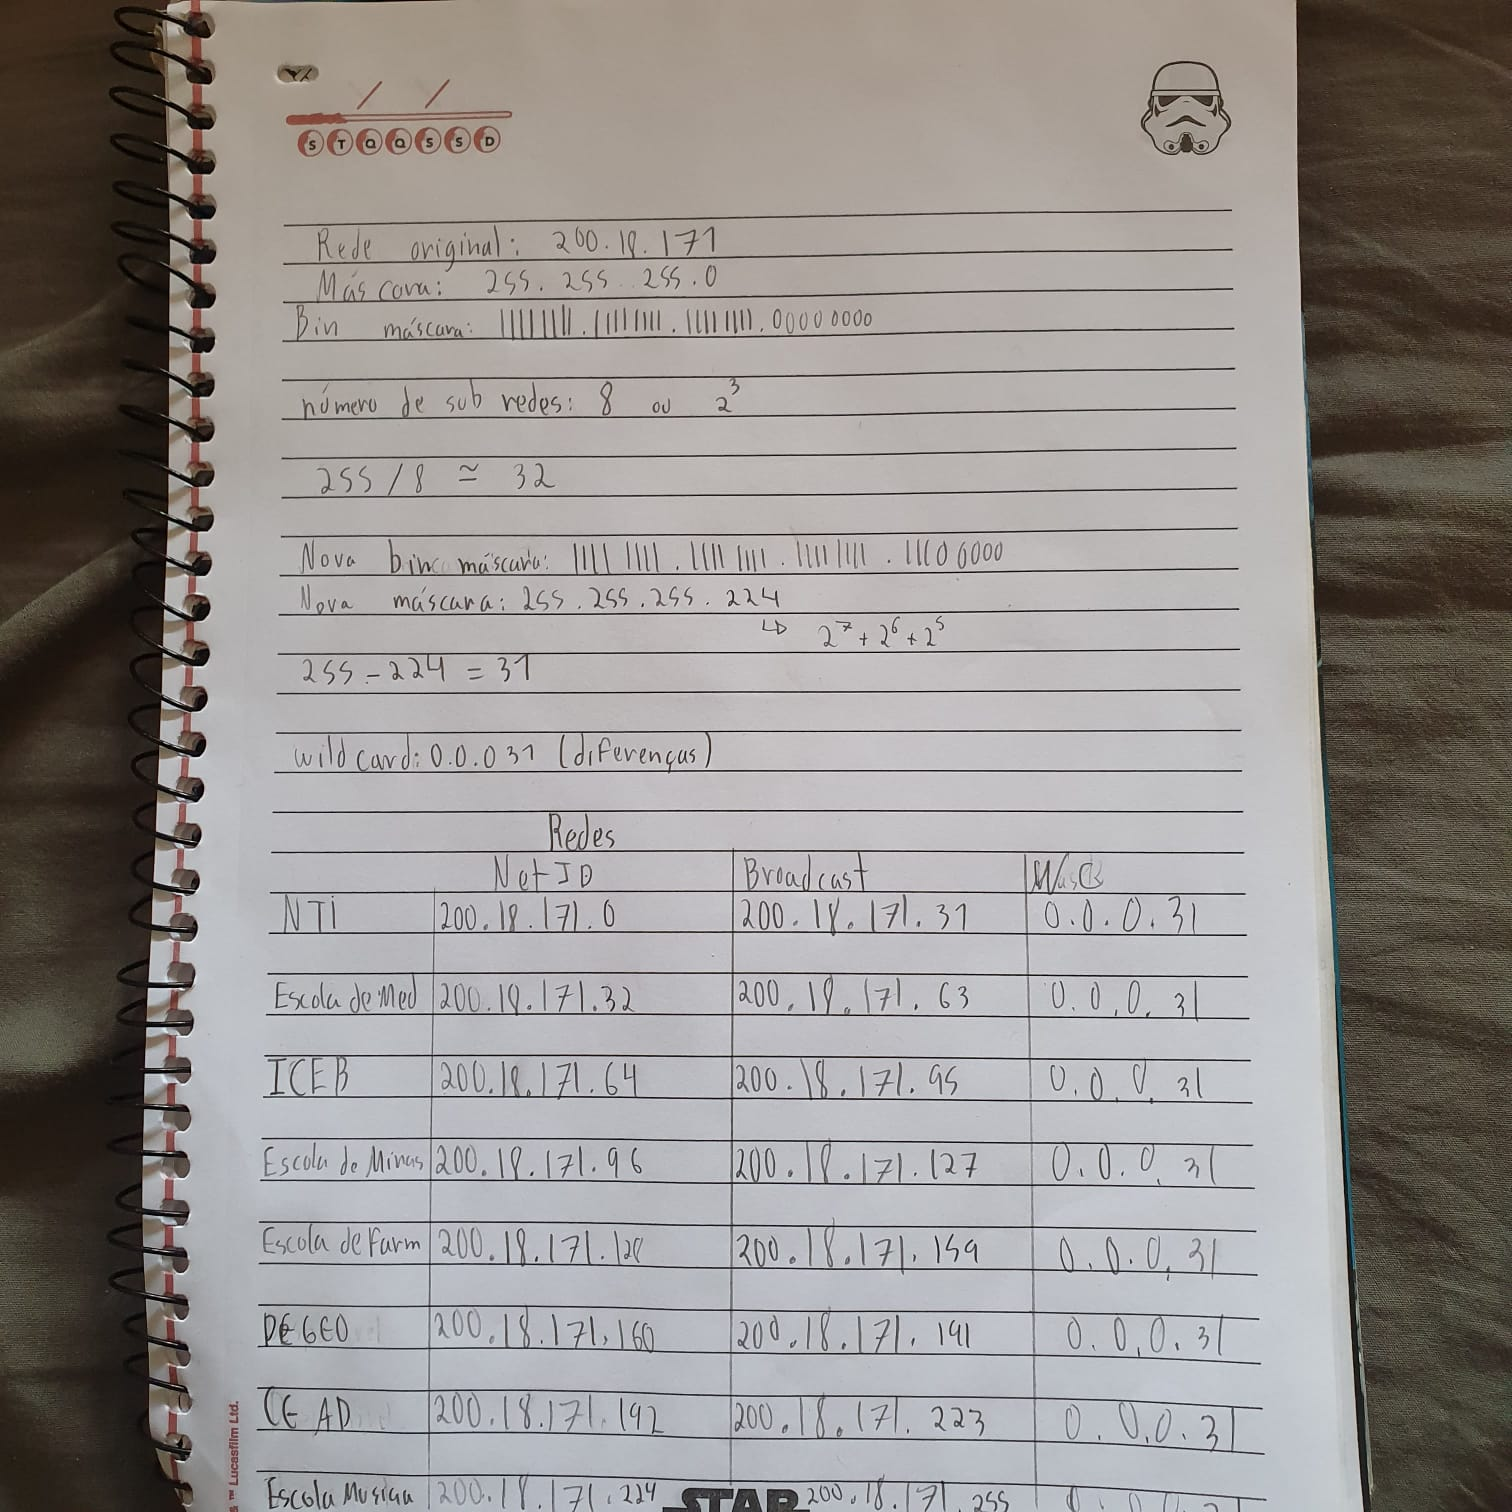 S T Q Q S S D
Rede original: 200.18.171
Máscara: 255.255.255.0
Bin máscara: 11111111.11111111.11111111.00000000
número de sub redes: 8 ou 2³
255/8 ≃ 32
Nova bin máscara: 11111111.11111111.11111111.11100000
Nova máscara: 255.255.255.224
↳ 2⁷+2⁶+2⁵
255-224 = 31
wild card: 0.0.031 (diferenças)
Redes
Net ID Broadcast
NTI 200.18.171.0 200.18.171.31 0.0.0.31
Escola de Med 200.18.171.32 200.18.171.63 0.0.0.31
ICEB 200.18.171.64 200.18.171.95 0.0.0.31
Escola de Minas 200.18.171.96 200.18.171.127 0.0.0.31
Escola de Farm 200.18.171.128 200.18.171.159 0.0.0.31
DEGEO 200.18.171.160 200.18.171.191 0.0.0.31
CEAD 200.18.171.192 200.18.171.223 0.0.0.31
Escola Musica 200.18.171.224 200.18.171.255
STAR
& ™ Lucasfilm Ltd.